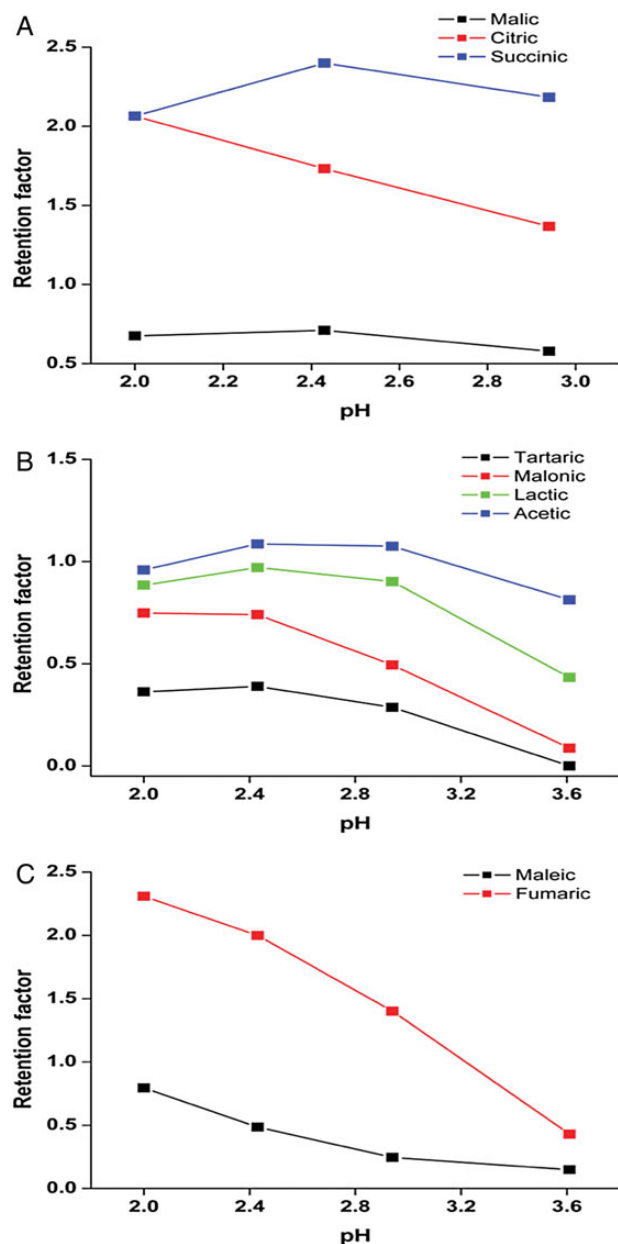 A
Malic
Citric
Succinic
2.5
2.0
1.5
1.0
0.5
Retention factor
2.0 2.2 2.4 2.6 2.8 3.0
pH
B
Tartaric
Malonic
Lactic
Acetic
1.5
1.0
0.5
0.0
Retention factor
2.0 2.4 2.8 3.2 3.6
pH
C
Maleic
Fumaric
2.5
2.0
1.5
1.0
0.5
0.0
Retention factor
2.0 2.4 2.8 3.2 3.6
pH